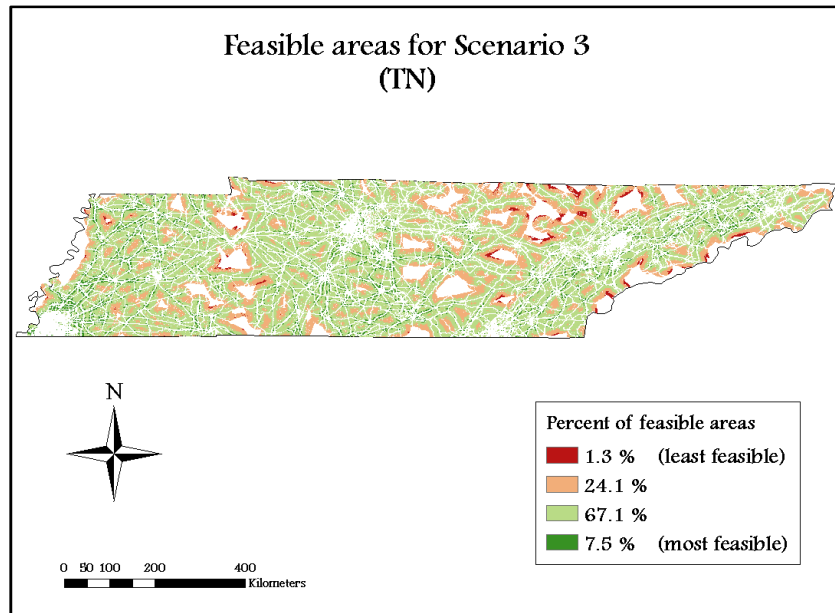 Feasible areas for Scenario 3
(TN)
N
Percent of feasible areas
1.3 % (least feasible)
24.1 %
67.1 %
7.5 % (most feasible)
0 50 100 200 400
Kilometers